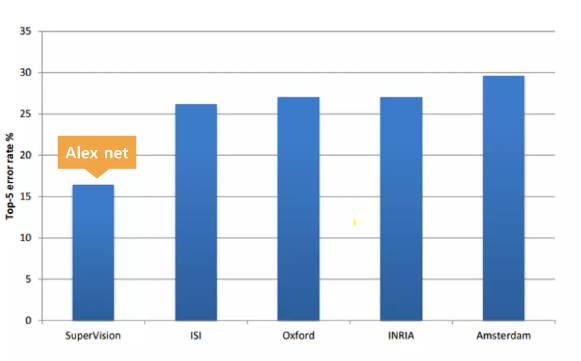 35
30
25
20
15
10
5
0
Top-5 error rate %
Alex net
SuperVision
ISI
Oxford
INRIA
Amsterdam